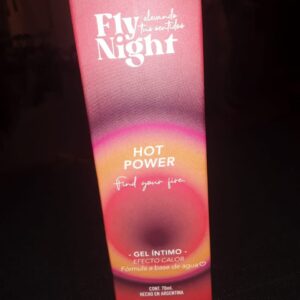 Fly
elevando
tus sentidos
Night
HOT
POWER
Find your fire
- GEL ÍNTIMO -
EFECTO CALOR
Fórmula a base de agua
CONT. 70ml.
HECHO EN ARGENTINA